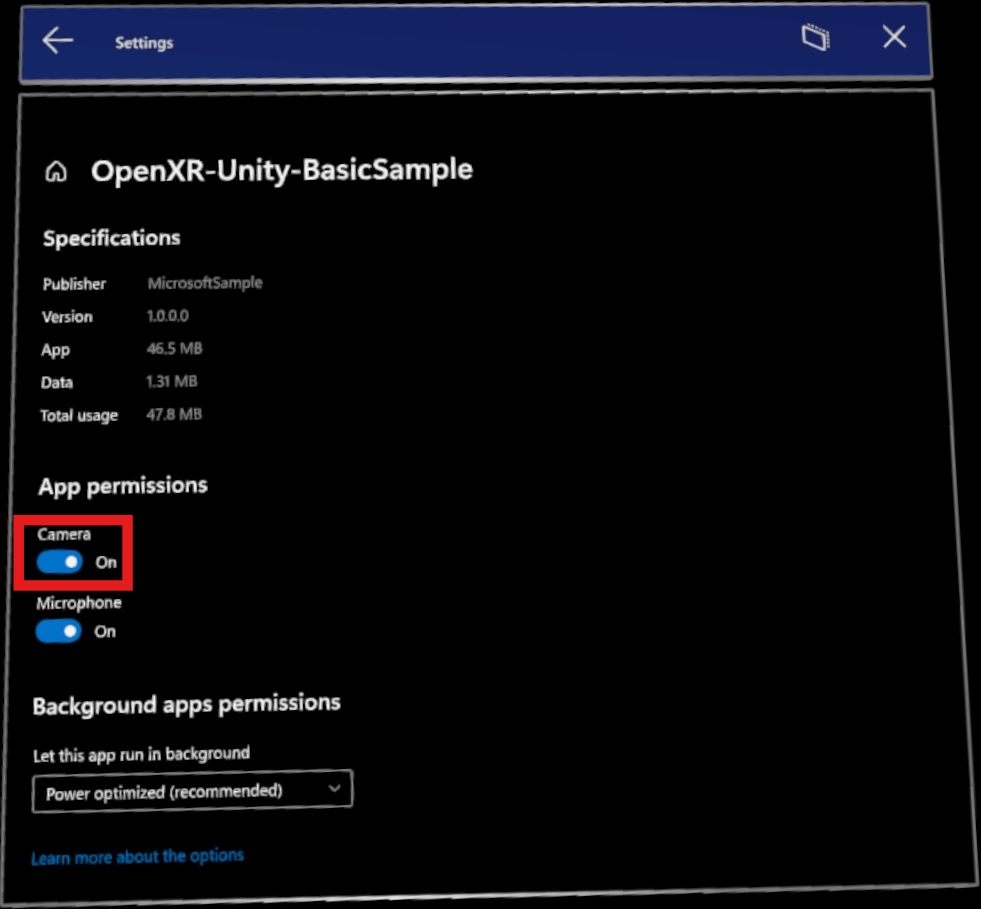 Settings
OpenXR-Unity-BasicSample
Specifications
Publisher MicrosoftSample
Version 1.0.0.0
App 46.5 MB
Data 1.31 MB
Total usage 47.8 MB
App permissions
Camera
On
Microphone
On
Background apps permissions
Let this app run in background
Power optimized (recommended)
Learn more about the options